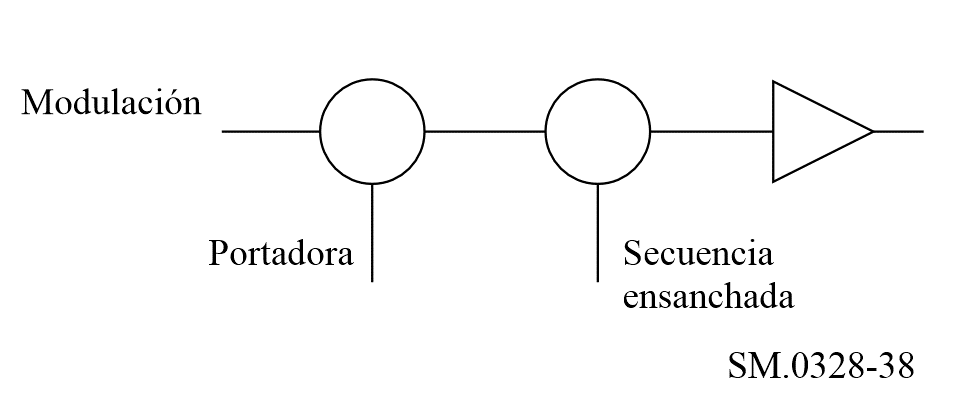 Modulación
Portadora
Secuencia
ensanchada
SM.0328-38